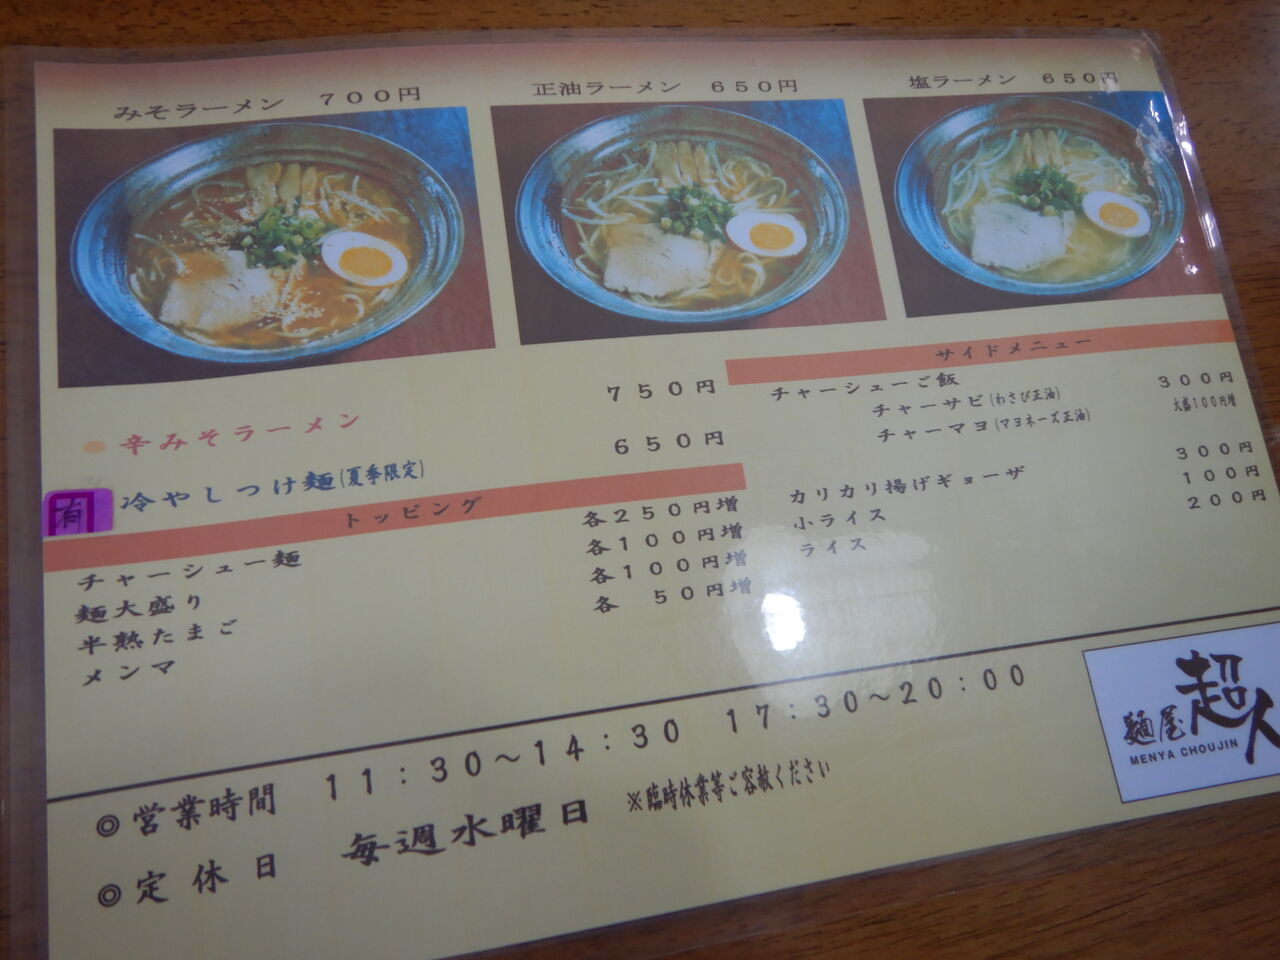 みそラーメン　７００円
正油ラーメン　６５０円
塩ラーメン　６５０円
辛みそラーメン　７５０円
有
冷やしつけ麺(夏季限定)　６５０円
トッピング
チャーシュー麺　各２５０円増
麺大盛り　各１００円増
半熟たまご　各１００円増
メンマ　各　５０円増
サイドメニュー
チャーシューご飯　３００円
チャーサビ(わさび正油)　大盛１００円増
チャーマヨ(マヨネーズ正油)
カリカリ揚げギョーザ　３００円
小ライス　１００円
ライス　２００円
◎営業時間　１１：３０〜１４：３０　１７：３０〜２０：００
◎定休日　毎週水曜日　※臨時休業等ご容赦ください
麺屋 超人
MENYA CHOUJIN